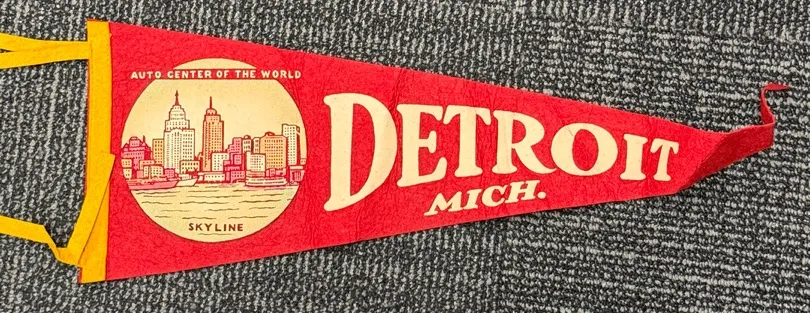 AUTO CENTER OF THE WORLD
SKYLINE
DETROIT
MICH.